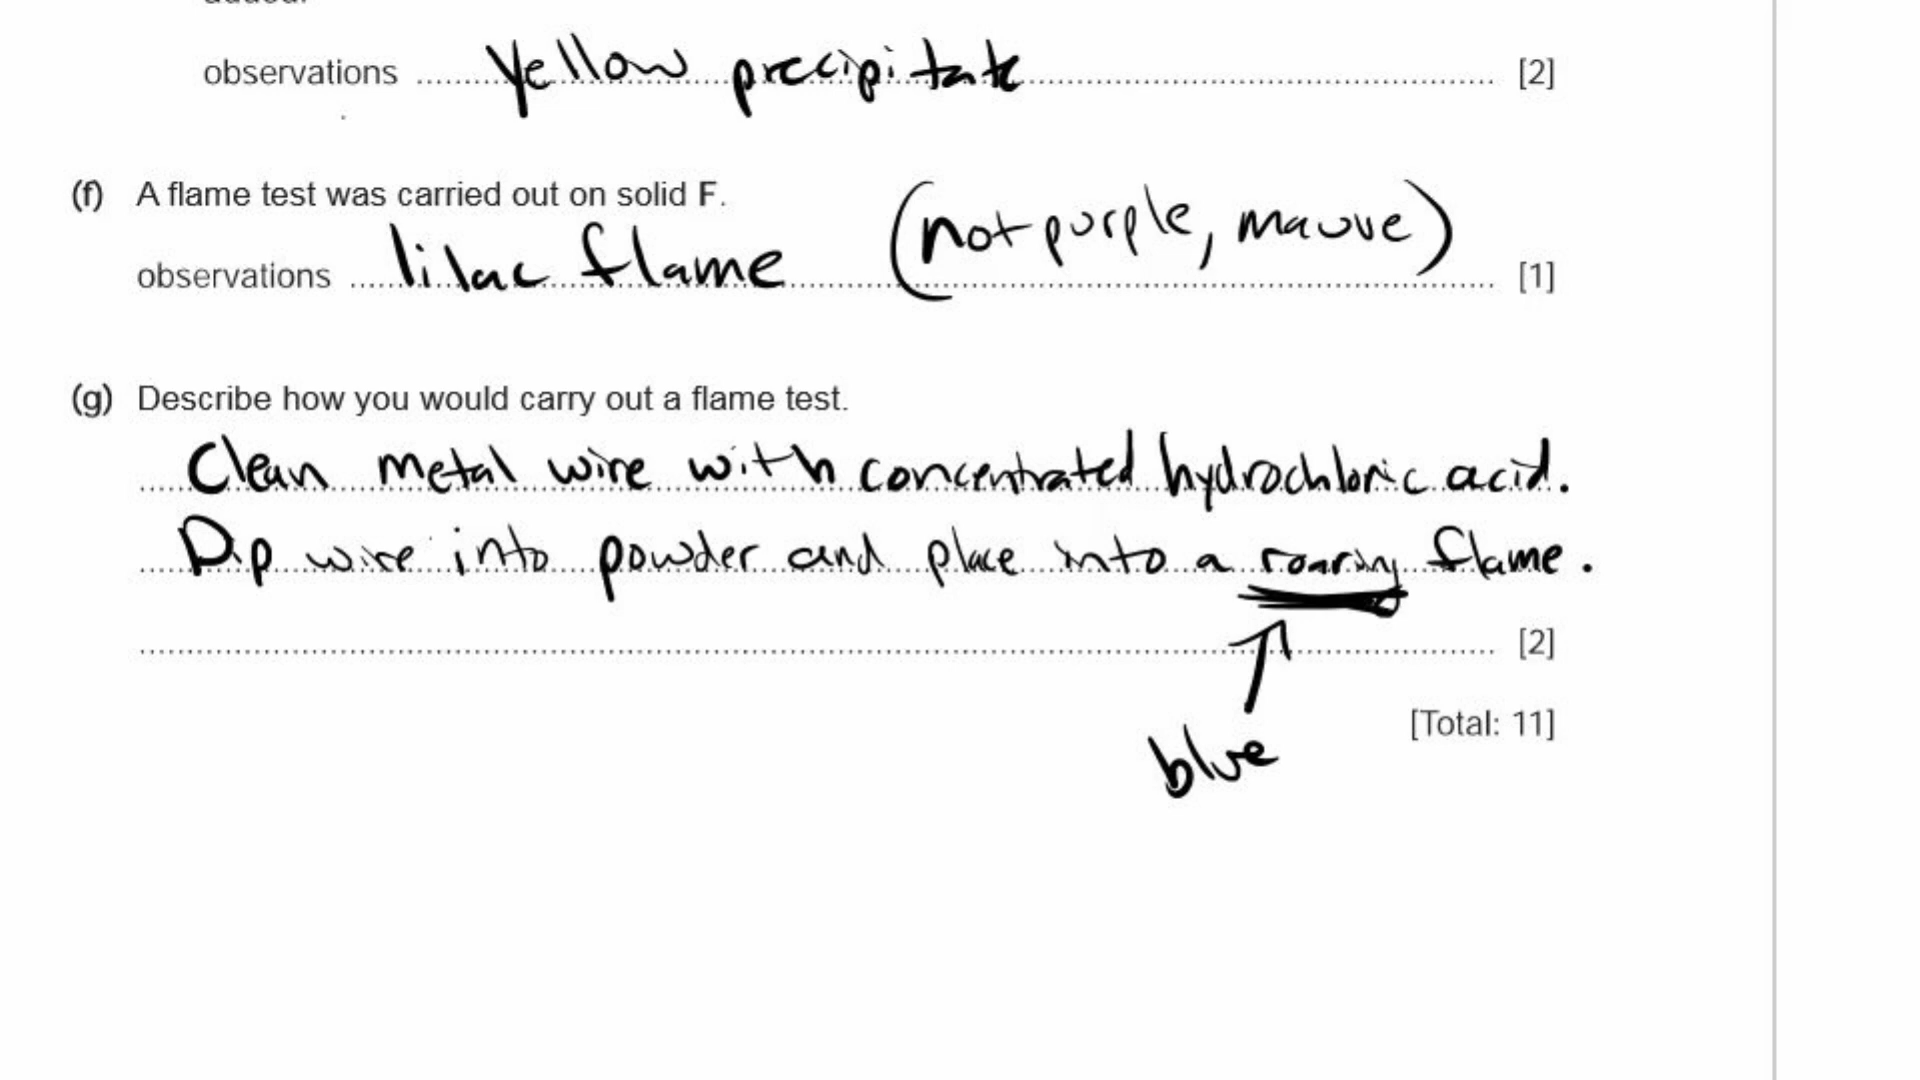 added.
observations ...... Yellow precipitate ...... [2]
(f) A flame test was carried out on solid F.
(not purple, mauve)
observations ...... lilac flame ...... [1]
(g) Describe how you would carry out a flame test.
Clean metal wire with concentrated hydrochloric acid.
Dip wire into powder and place into a roaring flame.
...... [2]
[Total: 11]
blue